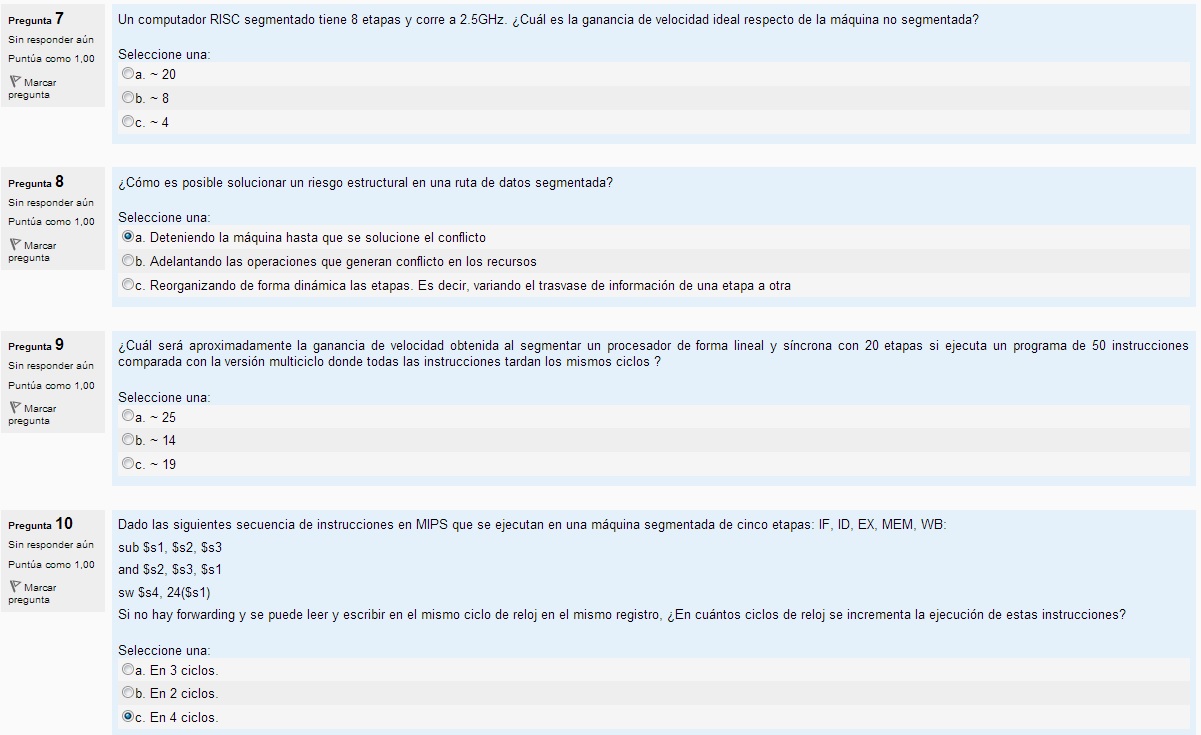 Pregunta 7
Sin responder aún
Puntúa como 1,00
Marcar
pregunta
Un computador RISC segmentado tiene 8 etapas y corre a 2.5GHz. ¿Cuál es la ganancia de velocidad ideal respecto de la máquina no segmentada?
Seleccione una:
a. ~ 20
b. ~ 8
c. ~ 4
Pregunta 8
Sin responder aún
Puntúa como 1,00
Marcar
pregunta
¿Cómo es posible solucionar un riesgo estructural en una ruta de datos segmentada?
Seleccione una:
a. Deteniendo la máquina hasta que se solucione el conflicto
b. Adelantando las operaciones que generan conflicto en los recursos
c. Reorganizando de forma dinámica las etapas. Es decir, variando el trasvase de información de una etapa a otra
Pregunta 9
Sin responder aún
Puntúa como 1,00
Marcar
pregunta
¿Cuál será aproximadamente la ganancia de velocidad obtenida al segmentar un procesador de forma lineal y síncrona con 20 etapas si ejecuta un programa de 50 instrucciones
comparada con la versión multiciclo donde todas las instrucciones tardan los mismos ciclos ?
Seleccione una:
a. ~ 25
b. ~ 14
c. ~ 19
Pregunta 10
Sin responder aún
Puntúa como 1,00
Marcar
pregunta
Dado las siguientes secuencia de instrucciones en MIPS que se ejecutan en una máquina segmentada de cinco etapas: IF, ID, EX, MEM, WB:
sub $s1, $s2, $s3
and $s2, $s3, $s1
sw $s4, 24($s1)
Si no hay forwarding y se puede leer y escribir en el mismo ciclo de reloj en el mismo registro, ¿En cuántos ciclos de reloj se incrementa la ejecución de estas instrucciones?
Seleccione una:
a. En 3 ciclos.
b. En 2 ciclos.
c. En 4 ciclos.